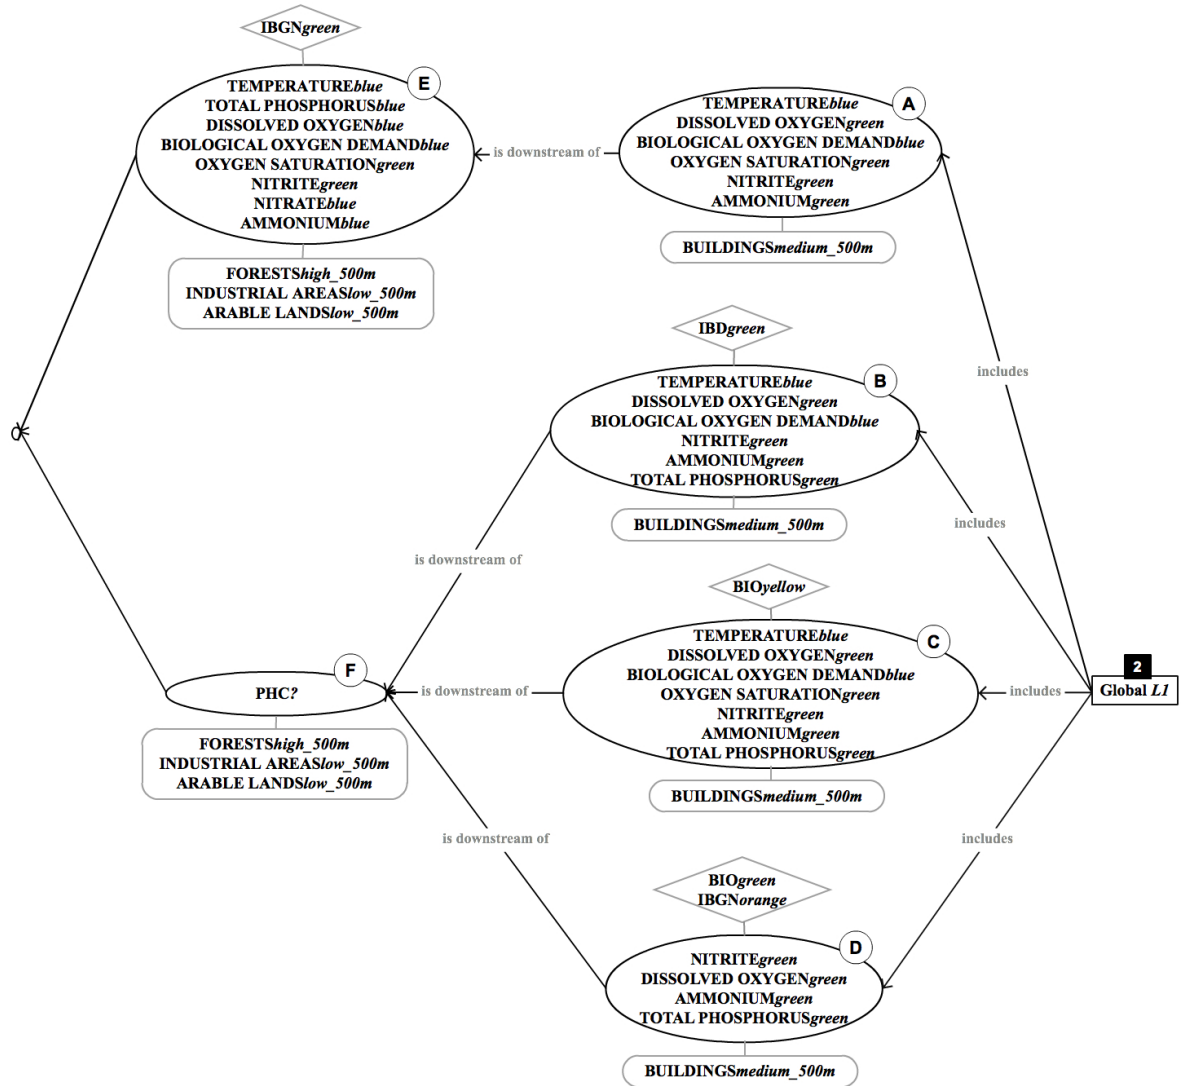 IBGNgreen
E
TEMPERATUREblue
TOTAL PHOSPHORUSblue
DISSOLVED OXYGENblue
BIOLOGICAL OXYGEN DEMANDblue
OXYGEN SATURATIONgreen
NITRITEgreen
NITRATEblue
AMMONIUMblue
FORESTShigh_500m
INDUSTRIAL AREASlow_500m
ARABLE LANDSlow_500m
is downstream of
A
TEMPERATUREblue
DISSOLVED OXYGENgreen
BIOLOGICAL OXYGEN DEMANDblue
OXYGEN SATURATIONgreen
NITRITEgreen
AMMONIUMgreen
BUILDINGSmedium_500m
includes
IBDgreen
B
TEMPERATUREblue
DISSOLVED OXYGENgreen
BIOLOGICAL OXYGEN DEMANDblue
NITRITEgreen
AMMONIUMgreen
TOTAL PHOSPHORUSgreen
BUILDINGSmedium_500m
includes
is downstream of
BIOyellow
C
TEMPERATUREblue
DISSOLVED OXYGENgreen
BIOLOGICAL OXYGEN DEMANDblue
OXYGEN SATURATIONgreen
NITRITEgreen
AMMONIUMgreen
TOTAL PHOSPHORUSgreen
BUILDINGSmedium_500m
includes
2
Global L1
is downstream of
F
PHC?
FORESTShigh_500m
INDUSTRIAL AREASlow_500m
ARABLE LANDSlow_500m
is downstream of
includes
BIOgreen
IBGNorange
D
NITRITEgreen
DISSOLVED OXYGENgreen
AMMONIUMgreen
TOTAL PHOSPHORUSgreen
BUILDINGSmedium_500m